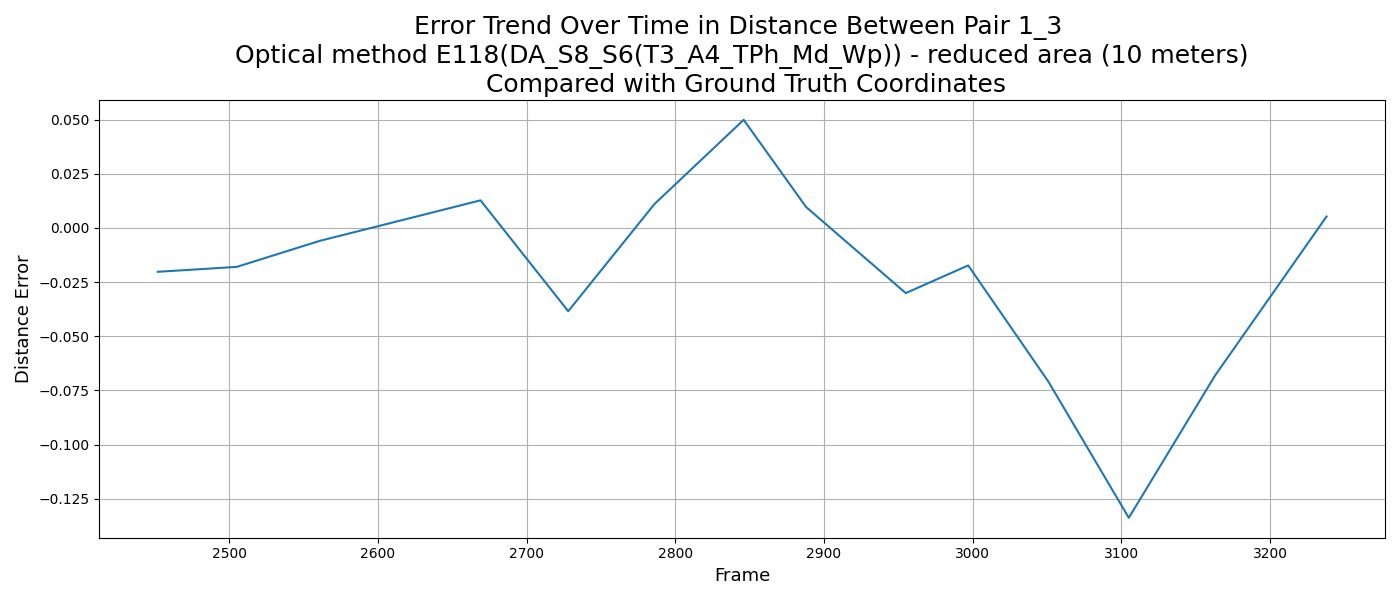 Error Trend Over Time in Distance Between Pair 1_3
Optical method E118(DA_S8_S6(T3_A4_TPh_Md_Wp)) - reduced area (10 meters)
Compared with Ground Truth Coordinates
Distance Error
0.050
0.025
0.000
−0.025
−0.050
−0.075
−0.100
−0.125
2500 2600 2700 2800 2900 3000 3100 3200
Frame